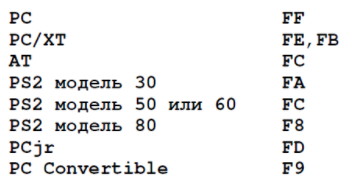 PC FF
PC/XT FE,FB
AT FC
PS2 модель 30 FA
PS2 модель 50 или 60 FC
PS2 модель 80 F8
PCjr FD
PC Convertible F9